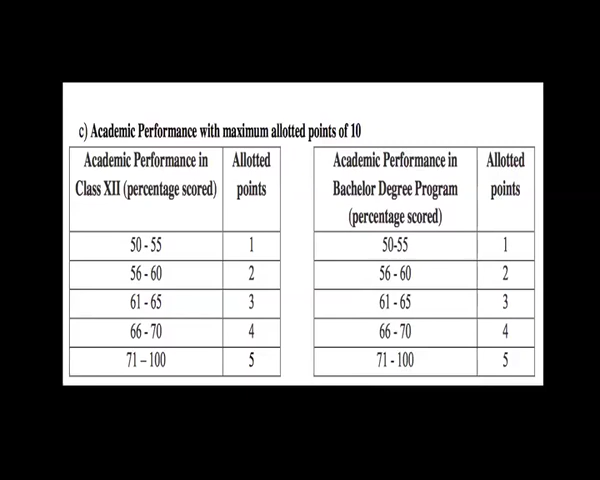 c) Academic Performance with maximum allotted points of 10
Academic Performance in Allotted
Class XII (percentage scored) points
50 - 55 1
56 - 60 2
61 - 65 3
66 - 70 4
71 – 100 5
Academic Performance in Allotted
Bachelor Degree Program points
(percentage scored)
50-55 1
56 - 60 2
61 - 65 3
66 - 70 4
71 - 100 5